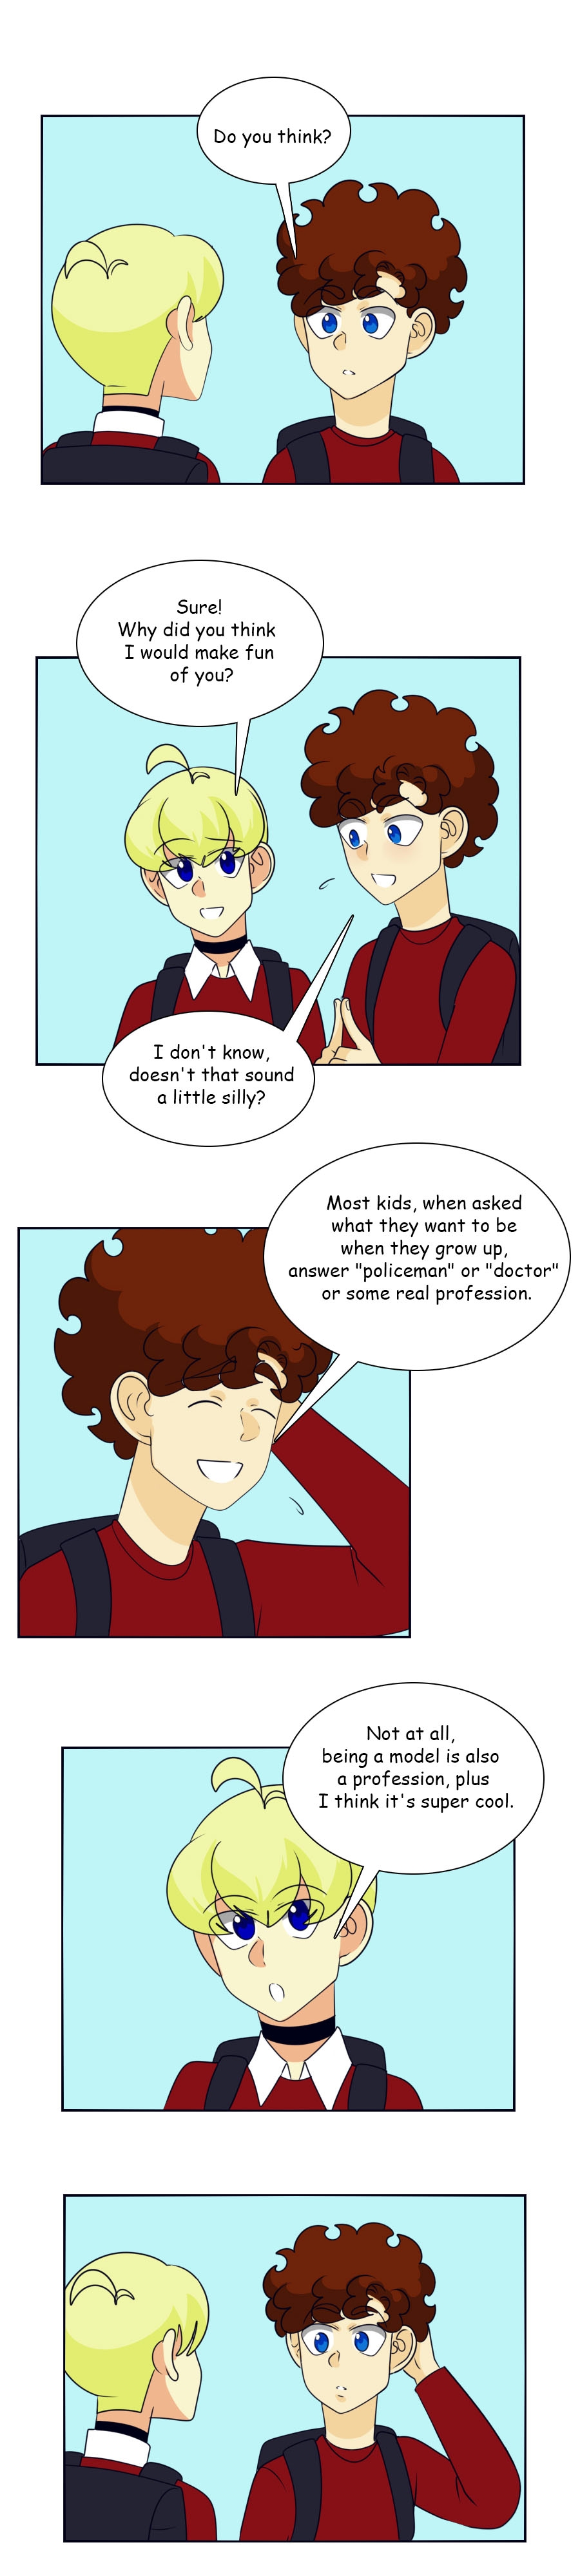 Do you think?
Sure!
Why did you think
I would make fun
of you?
I don't know,
doesn't that sound
a little silly?
Most kids, when asked
what they want to be
when they grow up,
answer "policeman" or "doctor"
or some real profession.
Not at all,
being a model is also
a profession, plus
I think it's super cool.